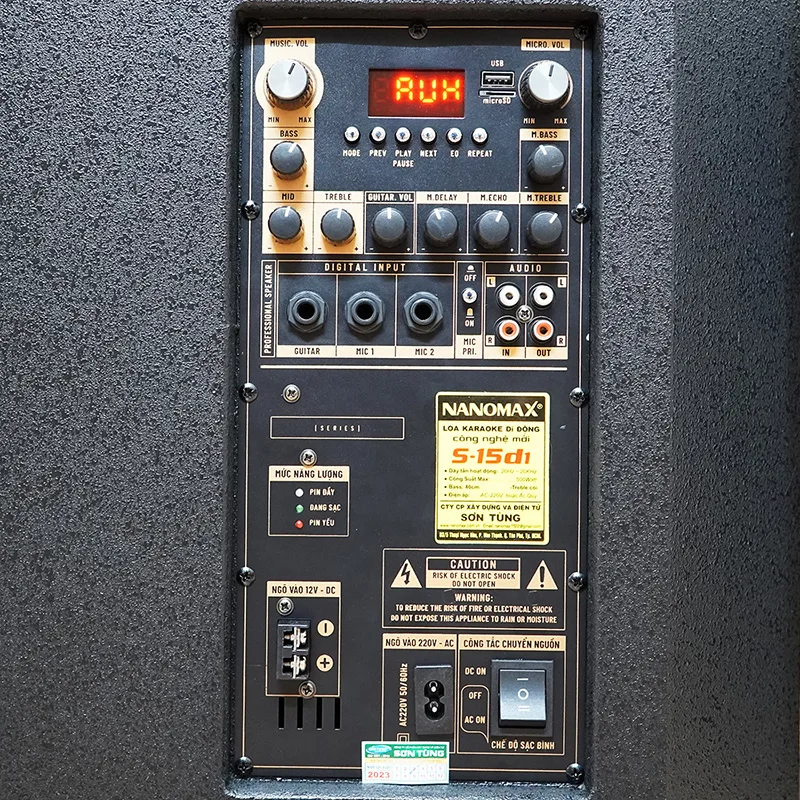 MUSIC. VOL
MICRO. VOL
USB
microSD
MIN MAX
MIN MAX
MODE PREV PLAY PAUSE NEXT EQ REPEAT
BASS
M.BASS
MID TREBLE GUITAR. VOL M.DELAY M.ECHO M.TREBLE
PROFESSIONAL SPEAKER
DIGITAL INPUT
OFF
ON
AUDIO
L L
R R
GUITAR MIC 1 MIC 2
MIC PRI.
IN OUT
[SERIES]
NANOMAX®
LOA KARAOKE DI ĐỘNG
công nghệ mới
S-15d1
CTY CP XÂY DỰNG VÀ ĐIỆN TỬ
SƠN TÙNG
MỨC NĂNG LƯỢNG
PIN ĐẦY
ĐANG SẠC
PIN YẾU
CAUTION
RISK OF ELECTRIC SHOCK
DO NOT OPEN
WARNING:
TO REDUCE THE RISK OF FIRE OR ELECTRICAL SHOCK
DO NOT EXPOSE THIS APPLIANCE TO RAIN OR MOISTURE
NGÕ VÀO 12V - DC
NGÕ VÀO 220V - AC
AC220V 50/60Hz
CÔNG TẮC CHUYỂN NGUỒN
DC ON
OFF
AC ON
CHẾ ĐỘ SẠC BÌNH
SƠN TÙNG
2023